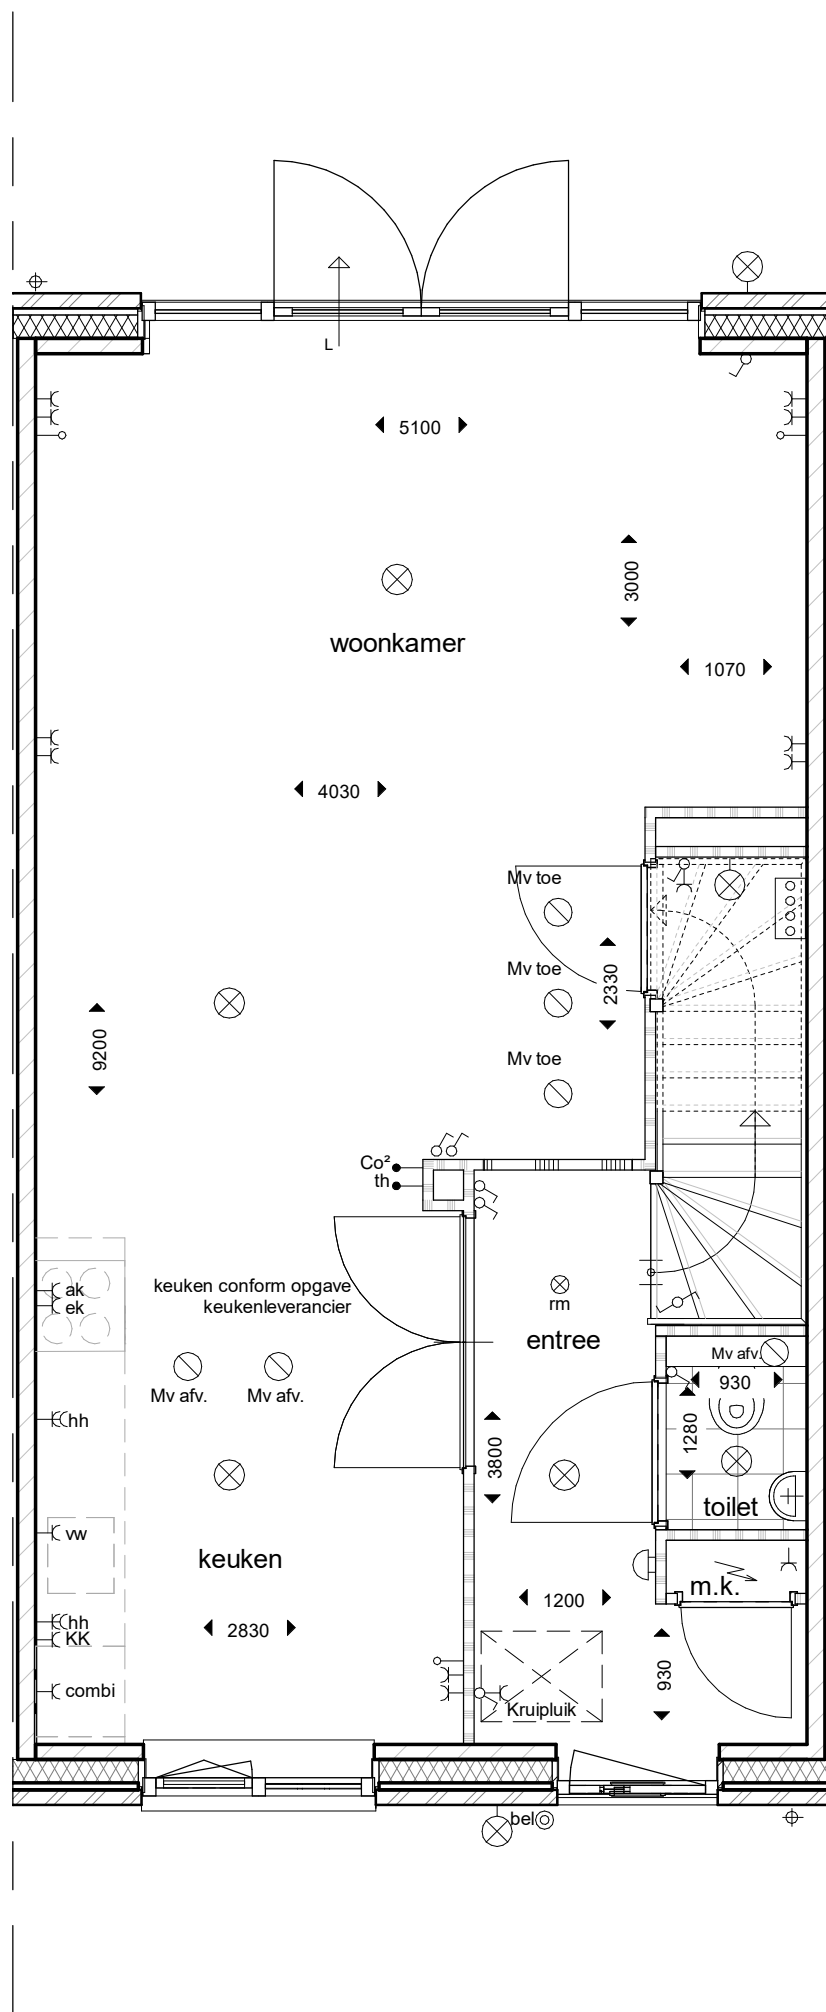 L
5100
3000
woonkamer
1070
4030
Mv toe
Mv toe
2330
9200
Mv toe
Co²
th
ak
ek
keuken conform opgave
keukenleverancier
rm
entree
Mv afv.
Mv afv.
Mv afv.
930
hh
1280
3800
toilet
vw
keuken
m.k.
1200
hh
KK
2830
930
combi
Kruipluik
bel